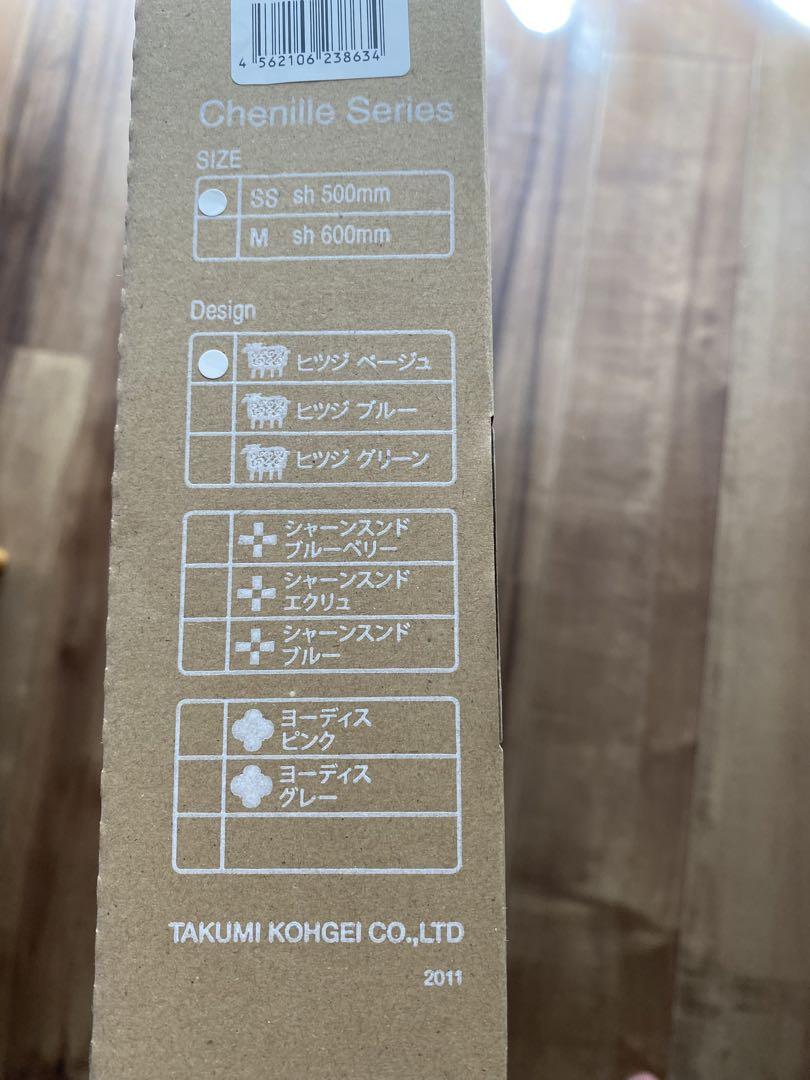 4 562106 238634
Chenille Series
SIZE
SS sh 500mm
M sh 600mm
Design
ヒツジ ベージュ
ヒツジ ブルー
ヒツジ グリーン
シャーンスンド
ブルーベリー
シャーンスンド
エクリュ
シャーンスンド
ブルー
ヨーディス
ピンク
ヨーディス
グレー
TAKUMI KOHGEI CO.,LTD
2011